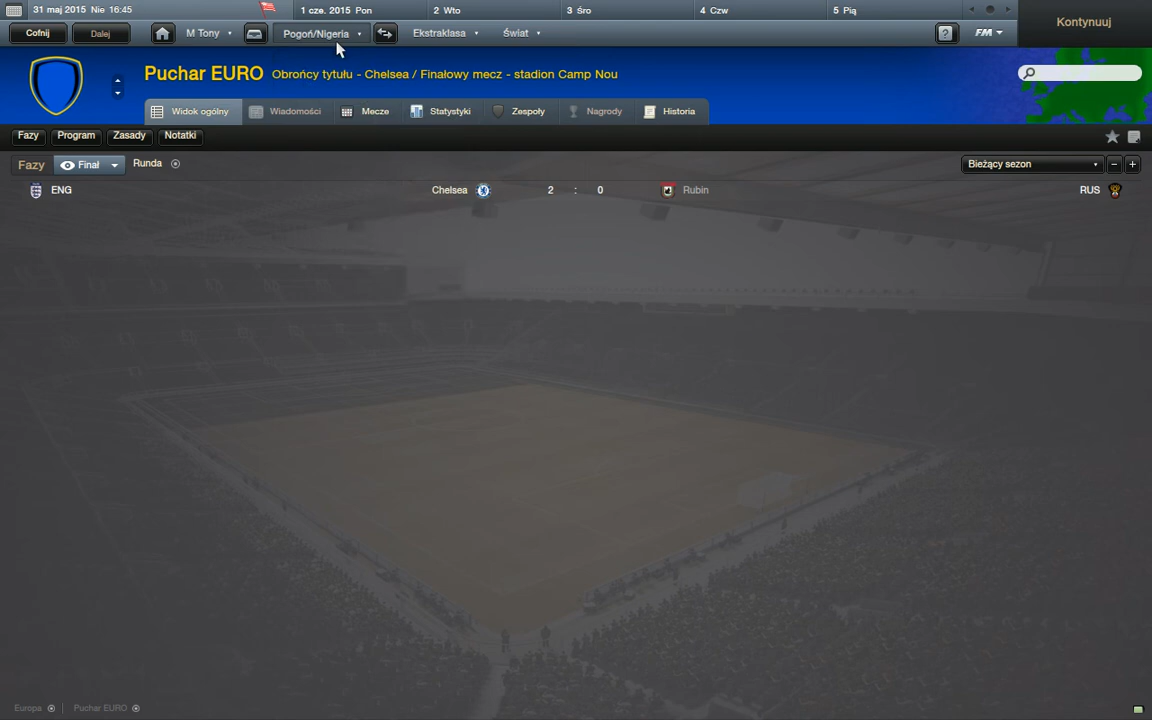 31 maj 2015 Nie 16:45 1 cze. 2015 Pon 2 Wto 3 Śro 4 Czw 5 Pią
Kontynuuj
Cofnij Dalej M Tony Pogoń/Nigeria Ekstraklasa Świat ? FM
Puchar EURO Obrońcy tytułu - Chelsea / Finałowy mecz - stadion Camp Nou
Widok ogólny Wiadomości Mecze Statystyki Zespoły Nagrody Historia
Fazy Program Zasady Notatki
Fazy Finał Runda Bieżący sezon - +
ENG Chelsea 2 : 0 Rubin RUS
Europa Puchar EURO